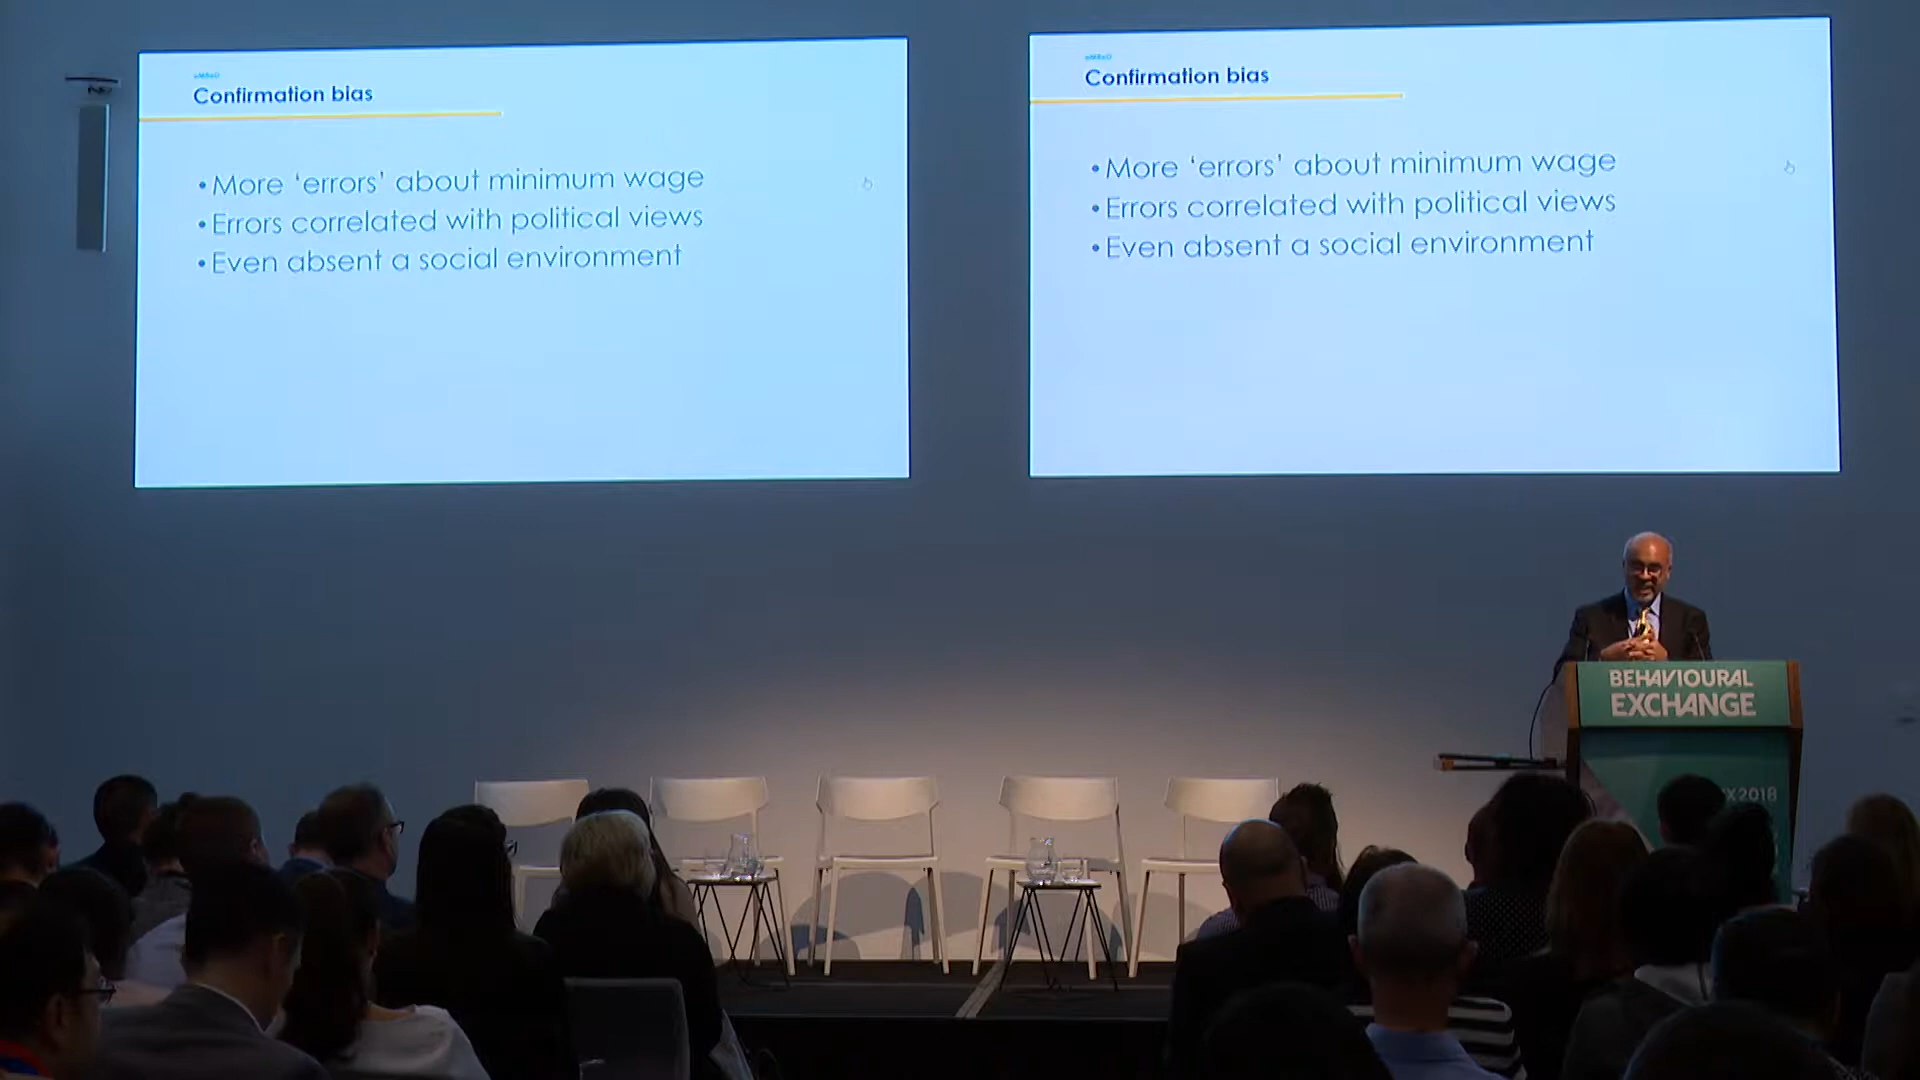 Confirmation bias
• More ‘errors’ about minimum wage
• Errors correlated with political views
• Even absent a social environment
Confirmation bias
• More ‘errors’ about minimum wage
• Errors correlated with political views
• Even absent a social environment
BEHAVIOURAL
EXCHANGE
X2018